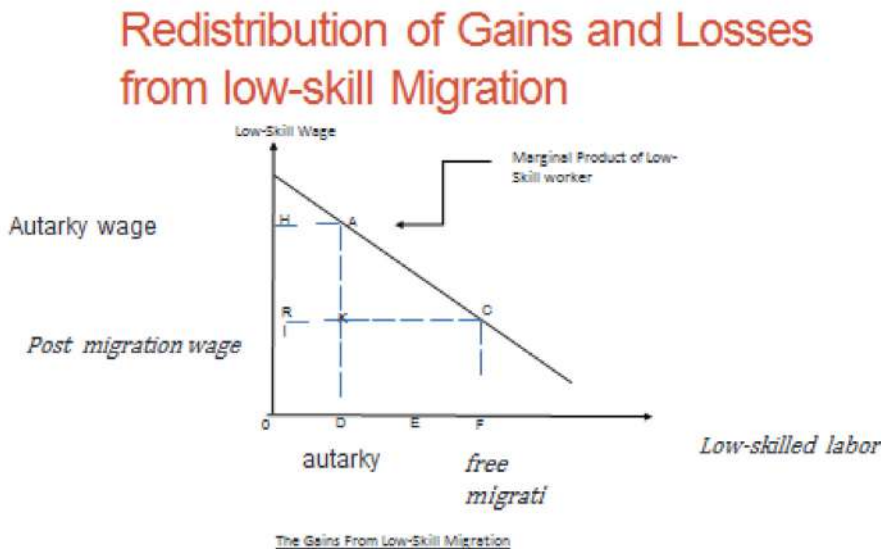 Redistribution of Gains and Losses
from low-skill Migration
Low-Skill Wage
Marginal Product of Low-
Skill worker
Autarky wage
H
A
R
K
C
Post migration wage
0
D
E
F
Low-skilled labor
autarky
free
migrati
The Gains From Low-Skill Migration